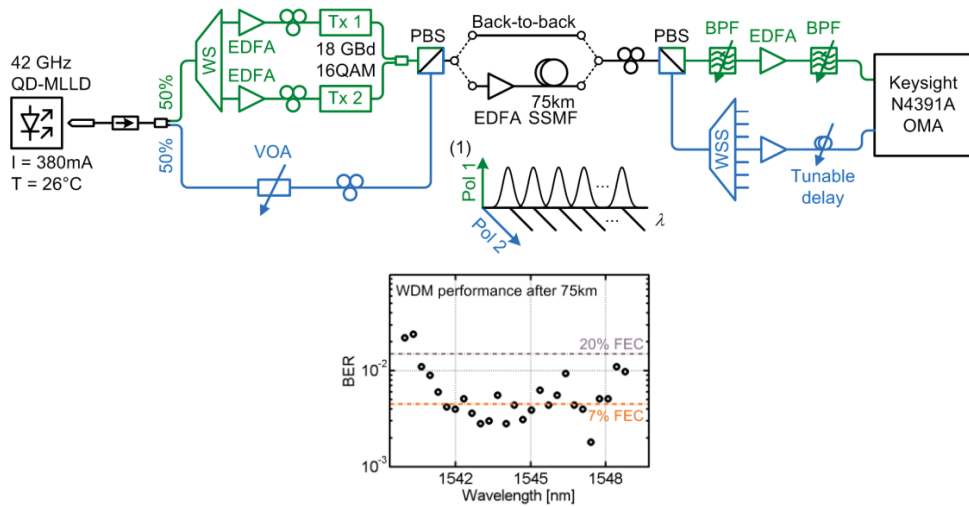 42 GHz
QD-MLLD
I = 380mA
T = 26°C
50%
50%
WS
EDFA
EDFA
Tx 1
18 GBd
16QAM
Tx 2
VOA
PBS
Back-to-back
EDFA
75km
SSMF
PBS
BPF
EDFA
BPF
WSS
Tunable
delay
Keysight
N4391A
OMA
(1)
Pol 1
Pol 2
...
...
λ
WDM performance after 75km
20% FEC
7% FEC
BER
10-2
10-3
1542
1545
1548
Wavelength [nm]